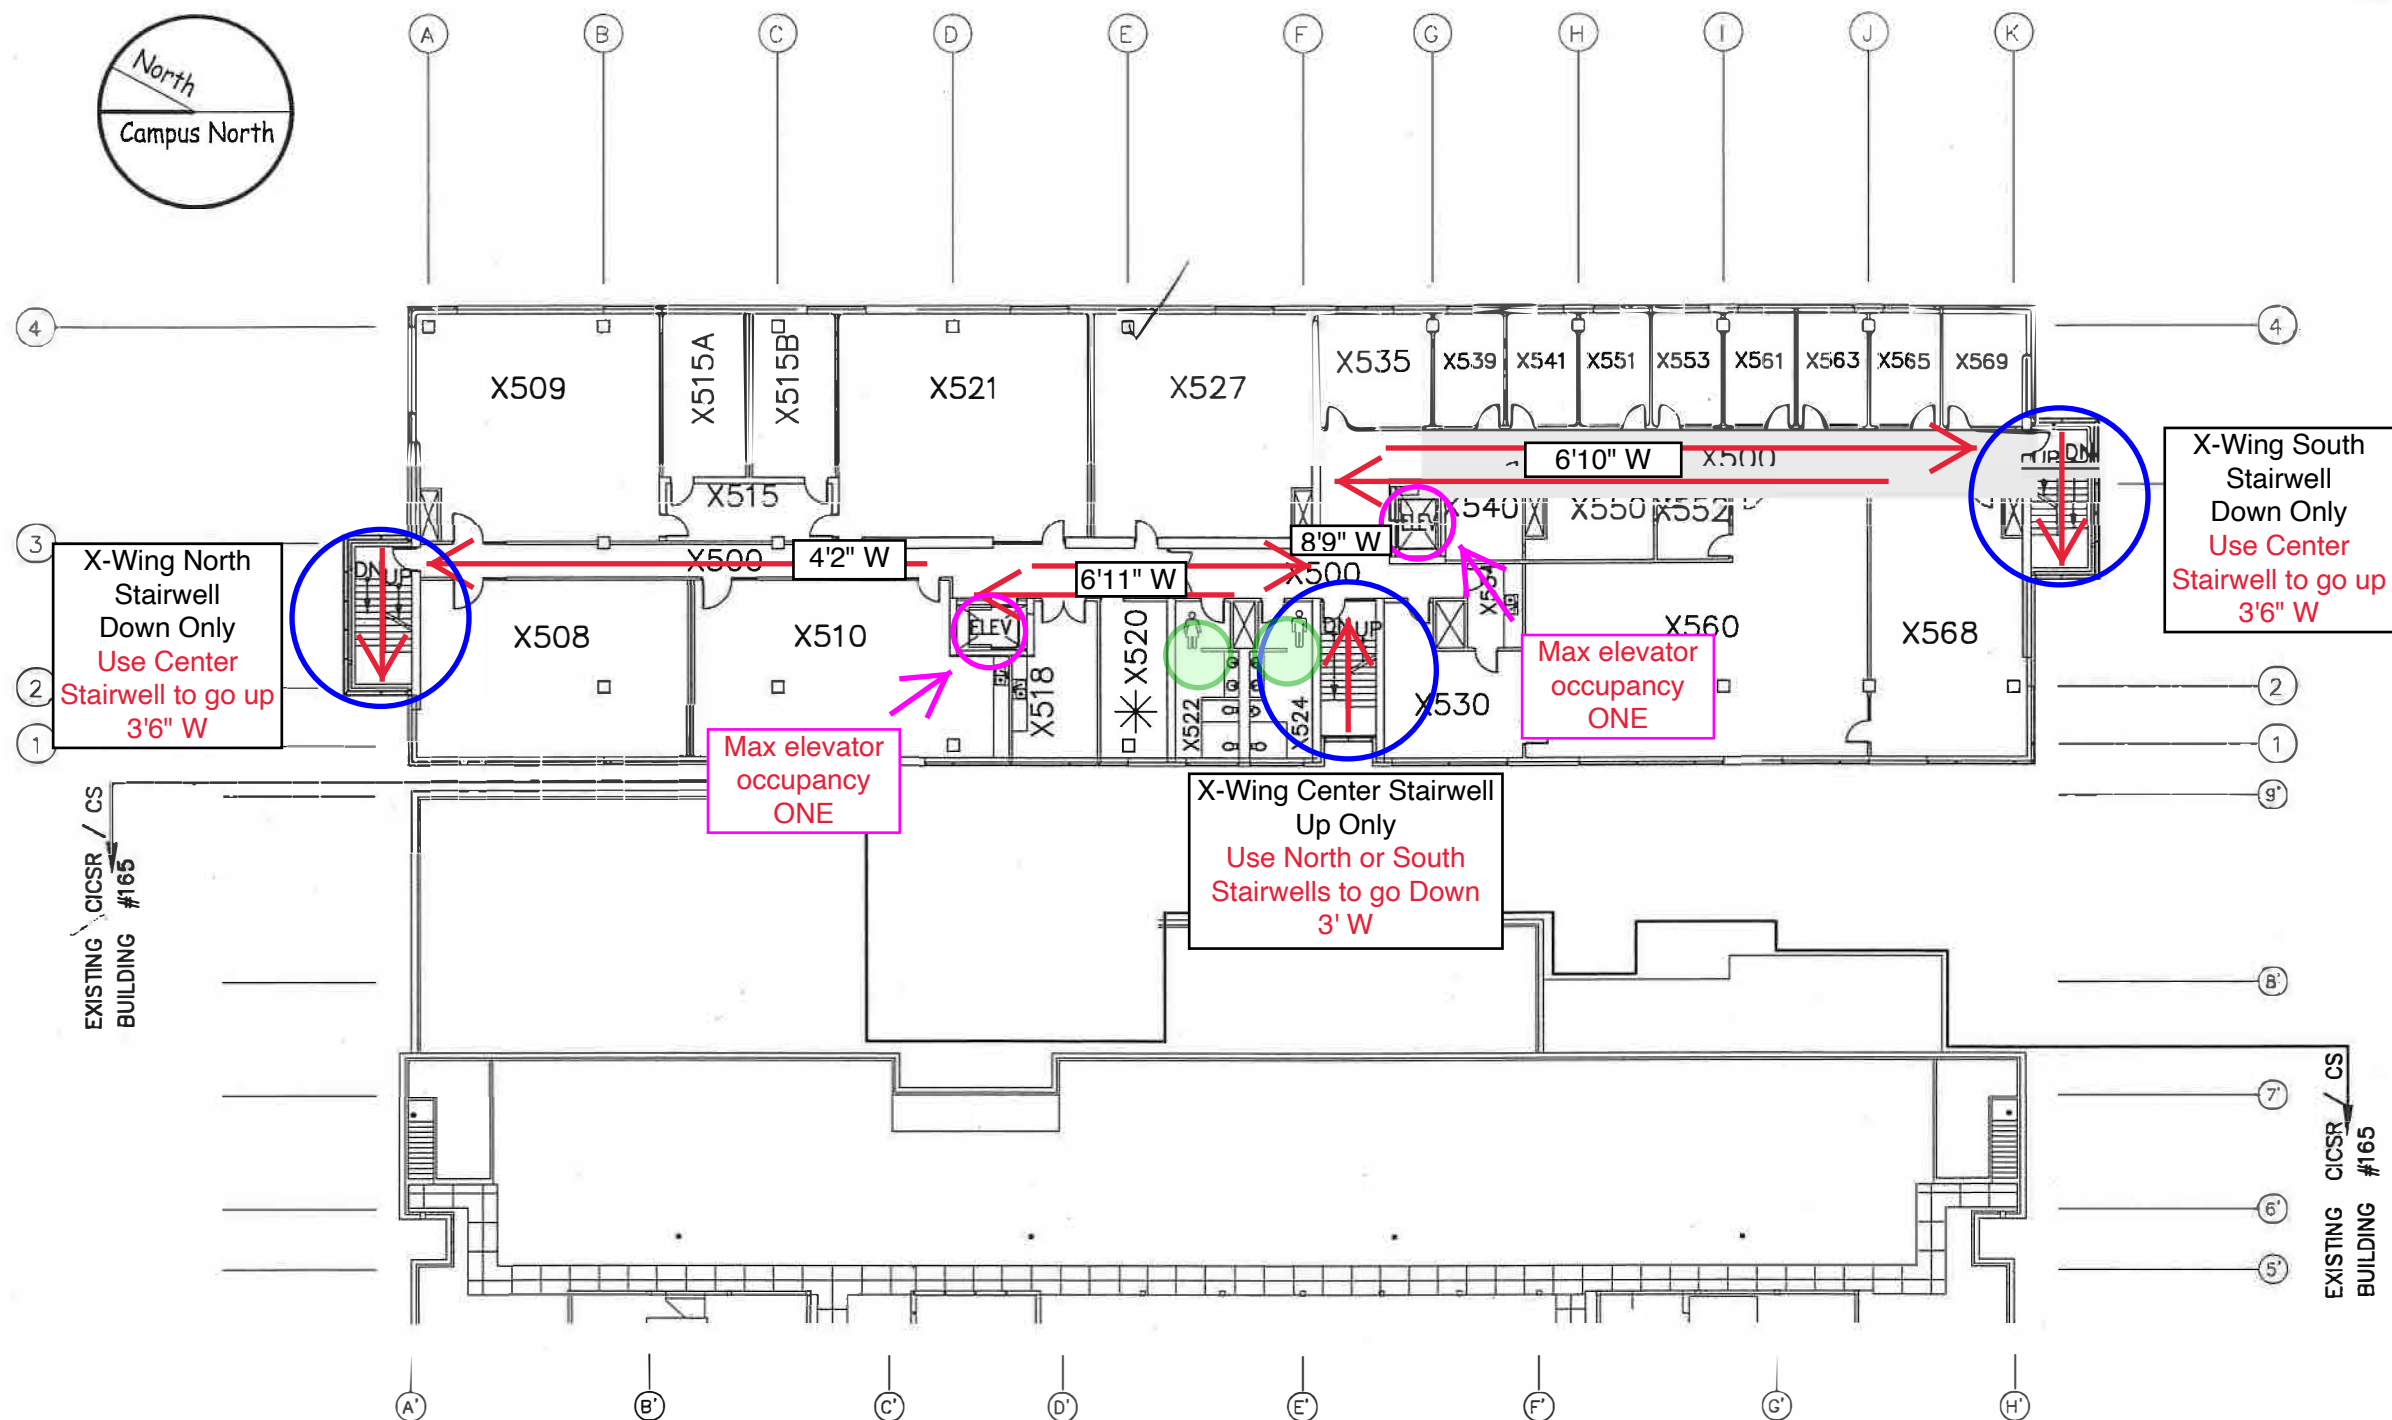 North
Campus North
A
B
C
D
E
F
G
H
I
J
K
4
4
X509
X515A
X515B
X521
X527
X535
X539
X541
X551
X553
X561
X563
X565
X569
X515
6'10" W
X500
UP
DN
X540
X550
X552
ELEV
X-Wing South
Stairwell
Down Only
Use Center
Stairwell to go up
3'6" W
3
X-Wing North
Stairwell
Down Only
Use Center
Stairwell to go up
3'6" W
DN
UP
X500
4'2" W
6'11" W
8'9" W
X500
X508
X510
ELEV
X518
X520
X522
X524
DN
UP
X530
X560
X568
Max elevator
occupancy
ONE
Max elevator
occupancy
ONE
2
2
1
1
X-Wing Center Stairwell
Up Only
Use North or South
Stairwells to go Down
3' W
9'
8'
7'
6'
5'
EXISTING CICSR / CS
BUILDING #165
EXISTING CICSR / CS
BUILDING #165
A'
B'
C'
D'
E'
F'
G'
H'